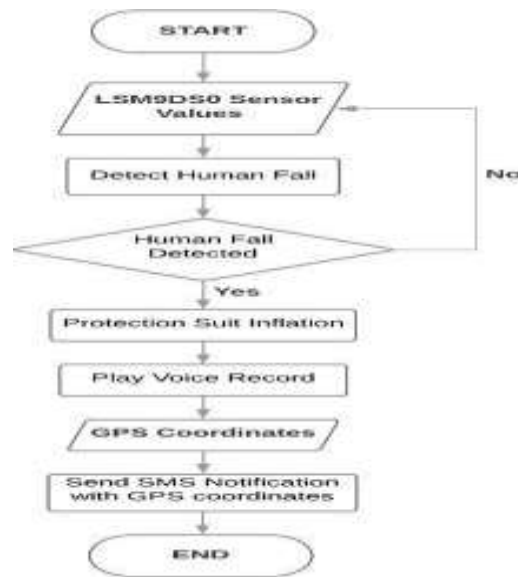 START
LSM9DS0 Sensor
Values
Detect Human Fall
No
Human Fall
Detected
Yes
Protection Suit Inflation
Play Voice Record
GPS Coordinates
Send SMS Notification
with GPS coordinates
END